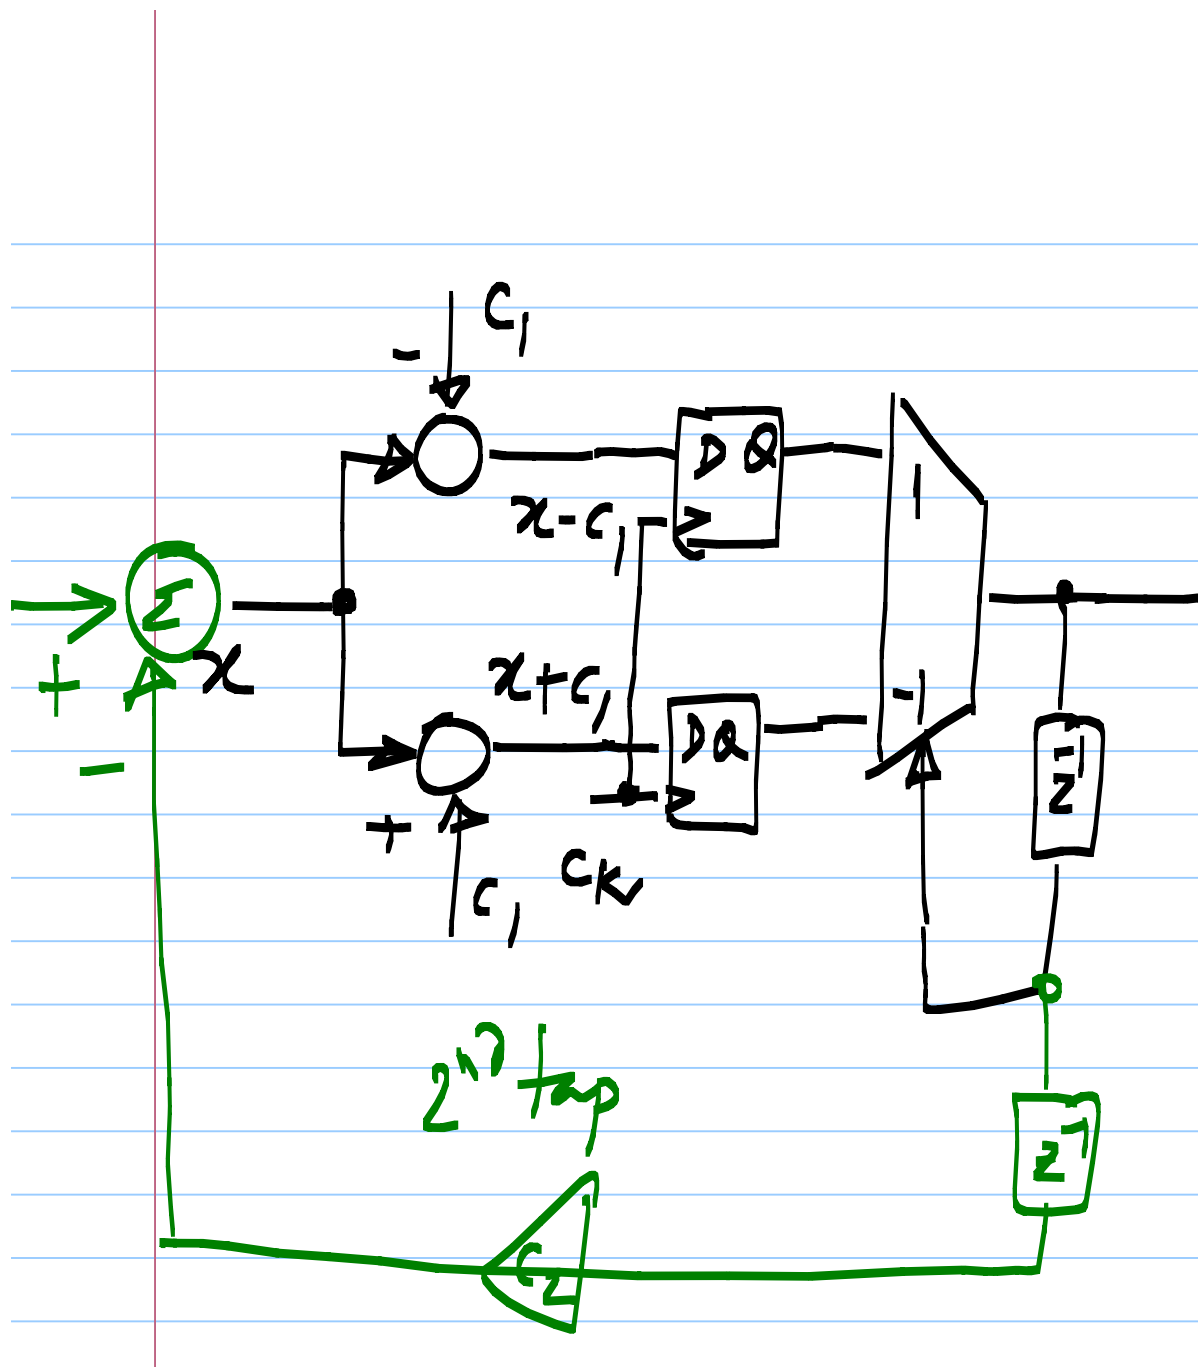 C₁
-
D Q
1
x-c₁
Σ
x
+
-
x+c₁
D Q
-1
z⁻¹
+
c₁
CK
2nd tap
z⁻¹
C₂